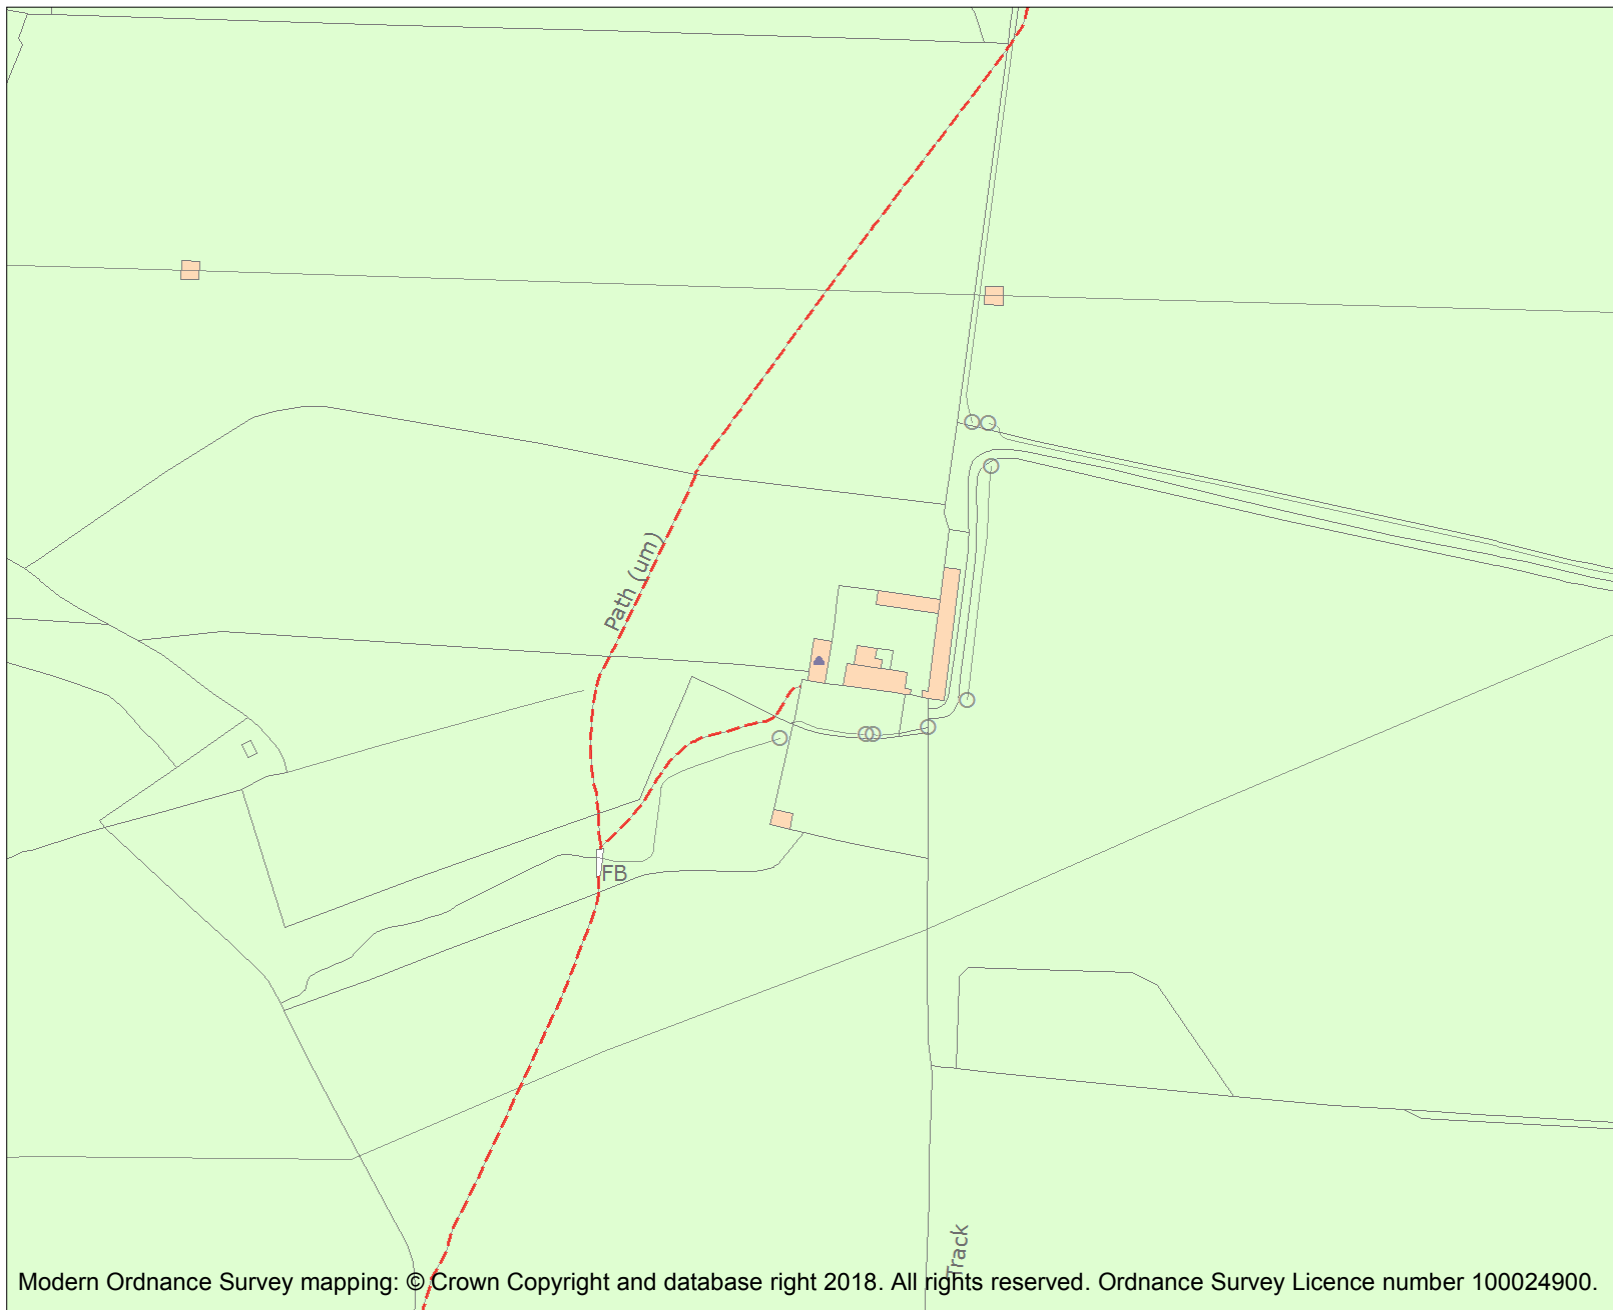 Path (um)
FB
Track
Modern Ordnance Survey mapping: © Crown Copyright and database right 2018. All rights reserved. Ordnance Survey Licence number 100024900.